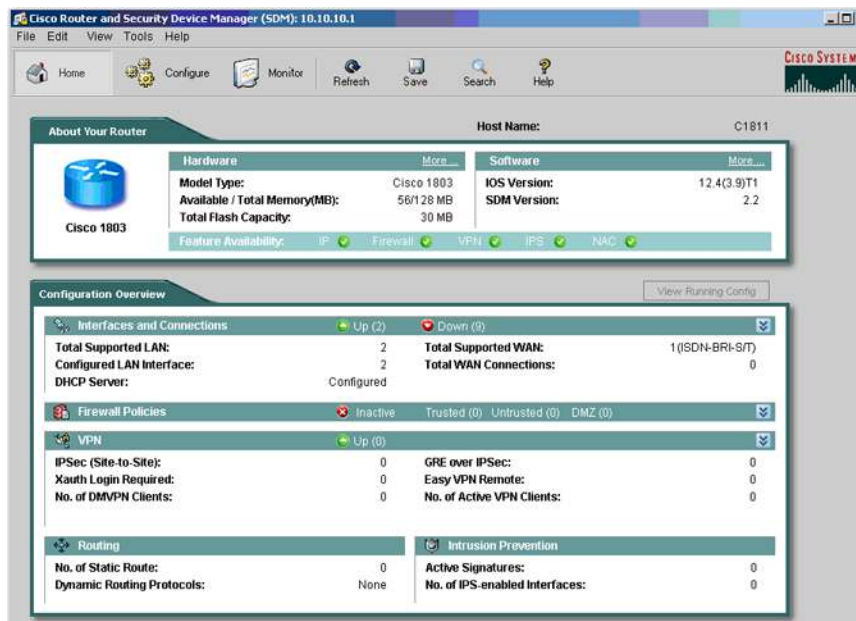 Cisco Router and Security Device Manager (SDM): 10.10.10.1
File Edit View Tools Help
Home Configure Monitor Refresh Save Search Help
CISCO SYSTEM
About Your Router
Host Name: C1811
Cisco 1803
Hardware More...
Model Type: Cisco 1803
Available / Total Memory(MB): 56/128 MB
Total Flash Capacity: 30 MB
Software More...
IOS Version: 12.4(3.9)T1
SDM Version: 2.2
Feature Availability: IP Firewall VPN IPS NAC
Configuration Overview
View Running Config
Interfaces and Connections Up (2) Down (9)
Total Supported LAN: 2
Total Supported WAN: 1(ISDN-BRI-S/T)
Configured LAN Interface: 2
Total WAN Connections: 0
DHCP Server: Configured
Firewall Policies Inactive Trusted (0) Untrusted (0) DMZ (0)
VPN Up (0)
IPSec (Site-to-Site): 0
GRE over IPSec: 0
Xauth Login Required: 0
Easy VPN Remote: 0
No. of DMVPN Clients: 0
No. of Active VPN Clients: 0
Routing
No. of Static Route: 0
Dynamic Routing Protocols: None
Intrusion Prevention
Active Signatures: 0
No. of IPS-enabled Interfaces: 0